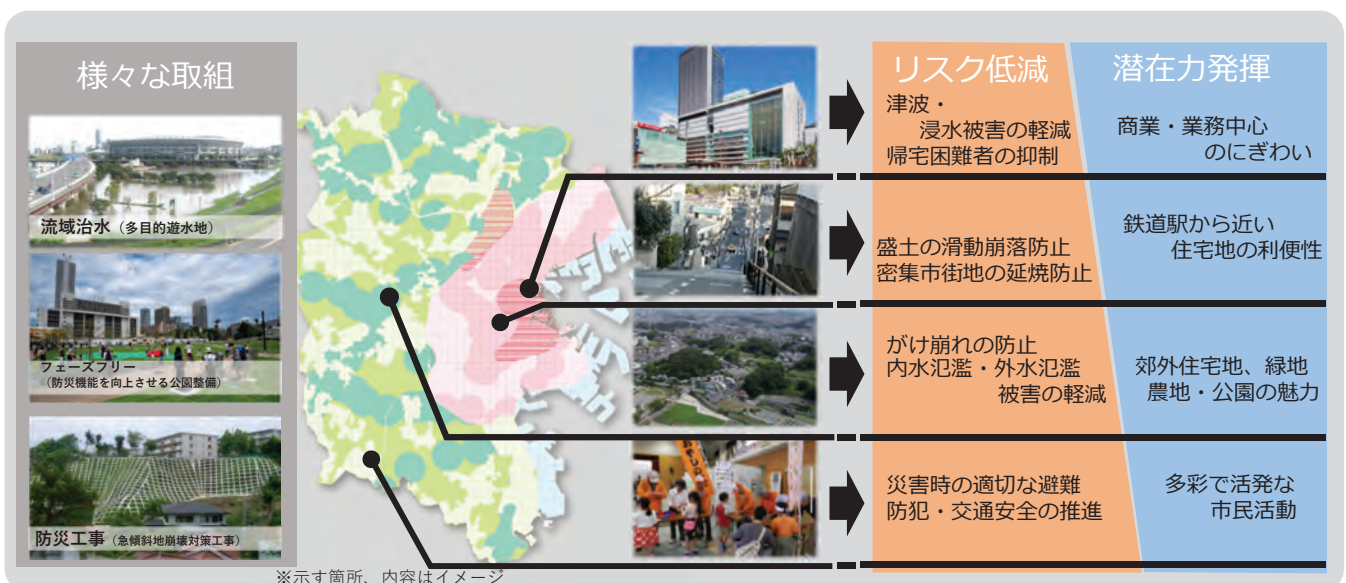 様々な取組
流域治水（多目的遊水地）
フェーズフリー
（防災機能を向上させる公園整備）
防災工事（急傾斜地崩壊対策工事）
※示す箇所、内容はイメージ
リスク低減
潜在力発揮
津波・
浸水被害の軽減
帰宅困難者の抑制
商業・業務中心
のにぎわい
盛土の滑動崩落防止
密集市街地の延焼防止
鉄道駅から近い
住宅地の利便性
がけ崩れの防止
内水氾濫・外水氾濫
被害の軽減
郊外住宅地、緑地
農地・公園の魅力
災害時の適切な避難
防犯・交通安全の推進
多彩で活発な
市民活動